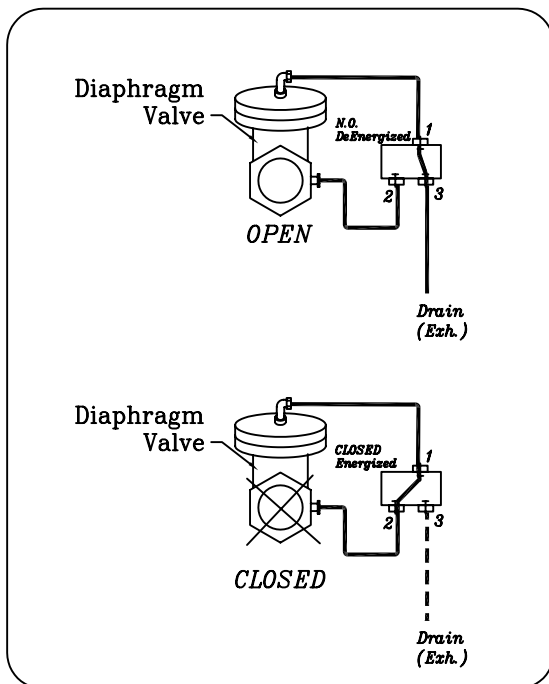 Diaphragm
Valve
N.O.
DeEnergized
1
2
3
OPEN
Drain
(Exh.)
Diaphragm
Valve
CLOSED
Energized
1
2
3
CLOSED
Drain
(Exh.)